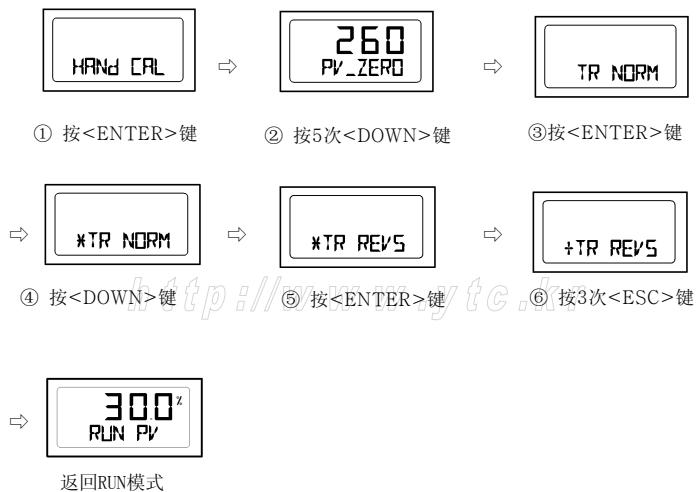 HANd CAL
260
PV_ZERO
TR NORM
① 按<ENTER>键
② 按5次<DOWN>键
③按<ENTER>键
*TR NORM
*TR REVS
÷TR REVS
④ 按<DOWN>键
⑤ 按<ENTER>键
⑥ 按3次<ESC>键
http://www.ytc.kr
30.0%
RUN PV
返回RUN模式